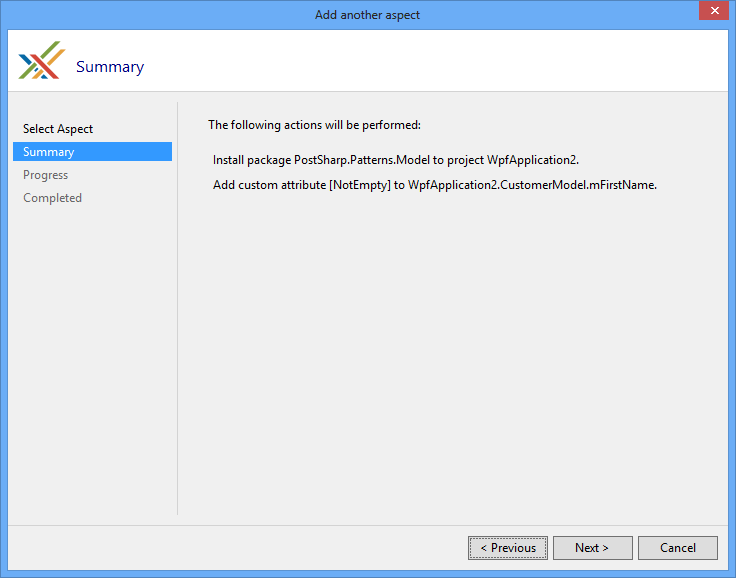 Add another aspect
Summary
Select Aspect
Summary
Progress
Completed
The following actions will be performed:
Install package PostSharp.Patterns.Model to project WpfApplication2.
Add custom attribute [NotEmpty] to WpfApplication2.CustomerModel.mFirstName.
< Previous
Next >
Cancel